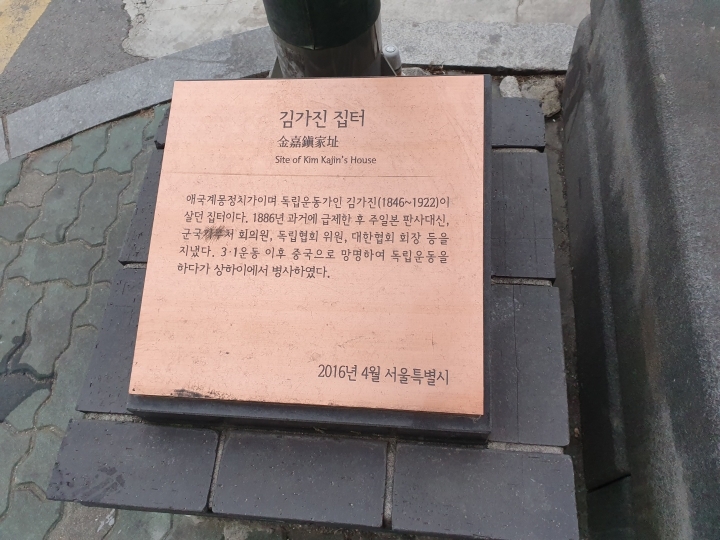 김가진 집터
金嘉鎭家址
Site of Kim Kajin's House
애국계몽정치가이며 독립운동가인 김가진(1846~1922)이
살던 집터이다. 1886년 과거에 급제한 후 주일본 판사대신,
군국기무처 회의원, 독립협회 위원, 대한협회 회장 등을
지냈다. 3·1운동 이후 중국으로 망명하여 독립운동을
하다가 상하이에서 병사하였다.
2016년 4월 서울특별시